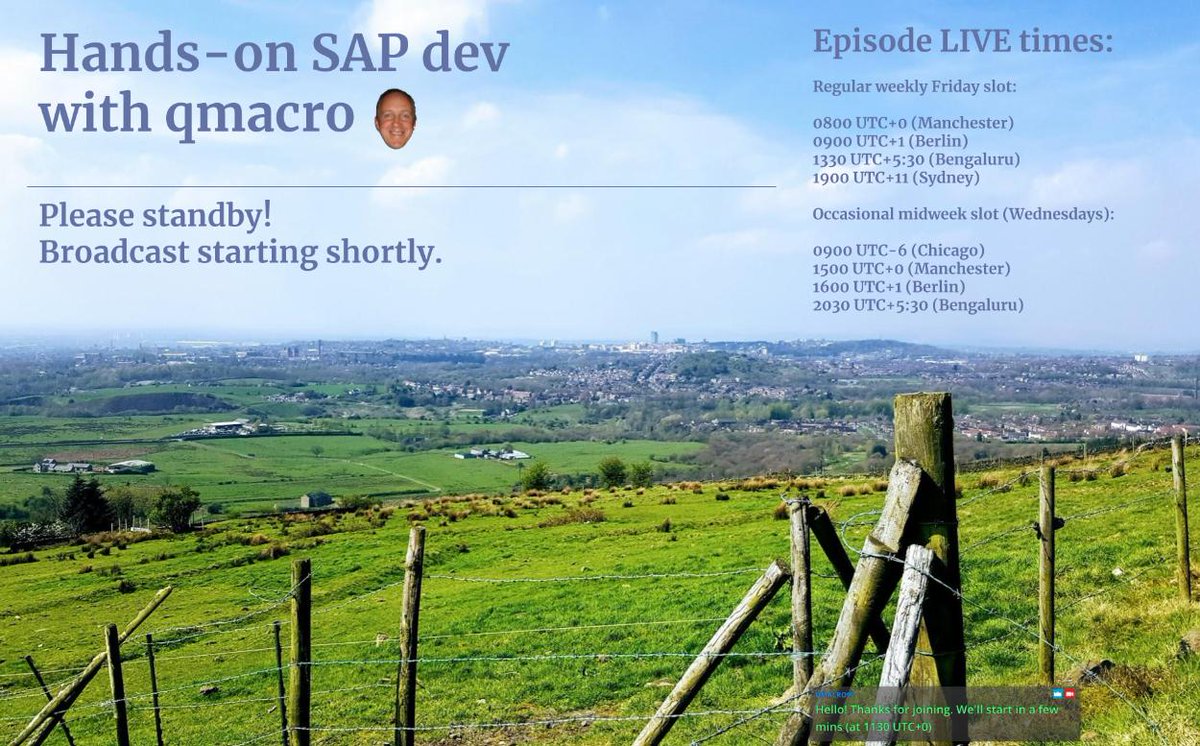 Hands-on SAP dev
with qmacro
Please standby!
Broadcast starting shortly.
Episode LIVE times:
Regular weekly Friday slot:
0800 UTC+0 (Manchester)
0900 UTC+1 (Berlin)
1330 UTC+5:30 (Bengaluru)
1900 UTC+11 (Sydney)
Occasional midweek slot (Wednesdays):
0900 UTC-6 (Chicago)
1500 UTC+0 (Manchester)
1600 UTC+1 (Berlin)
2030 UTC+5:30 (Bengaluru)
Hello! Thanks for joining. We'll start in a few
mins (at 1130 UTC+0)